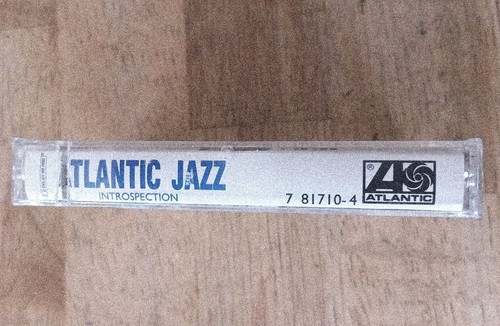 ATLANTIC JAZZ
INTROSPECTION
7 81710-4
®
ATLANTIC